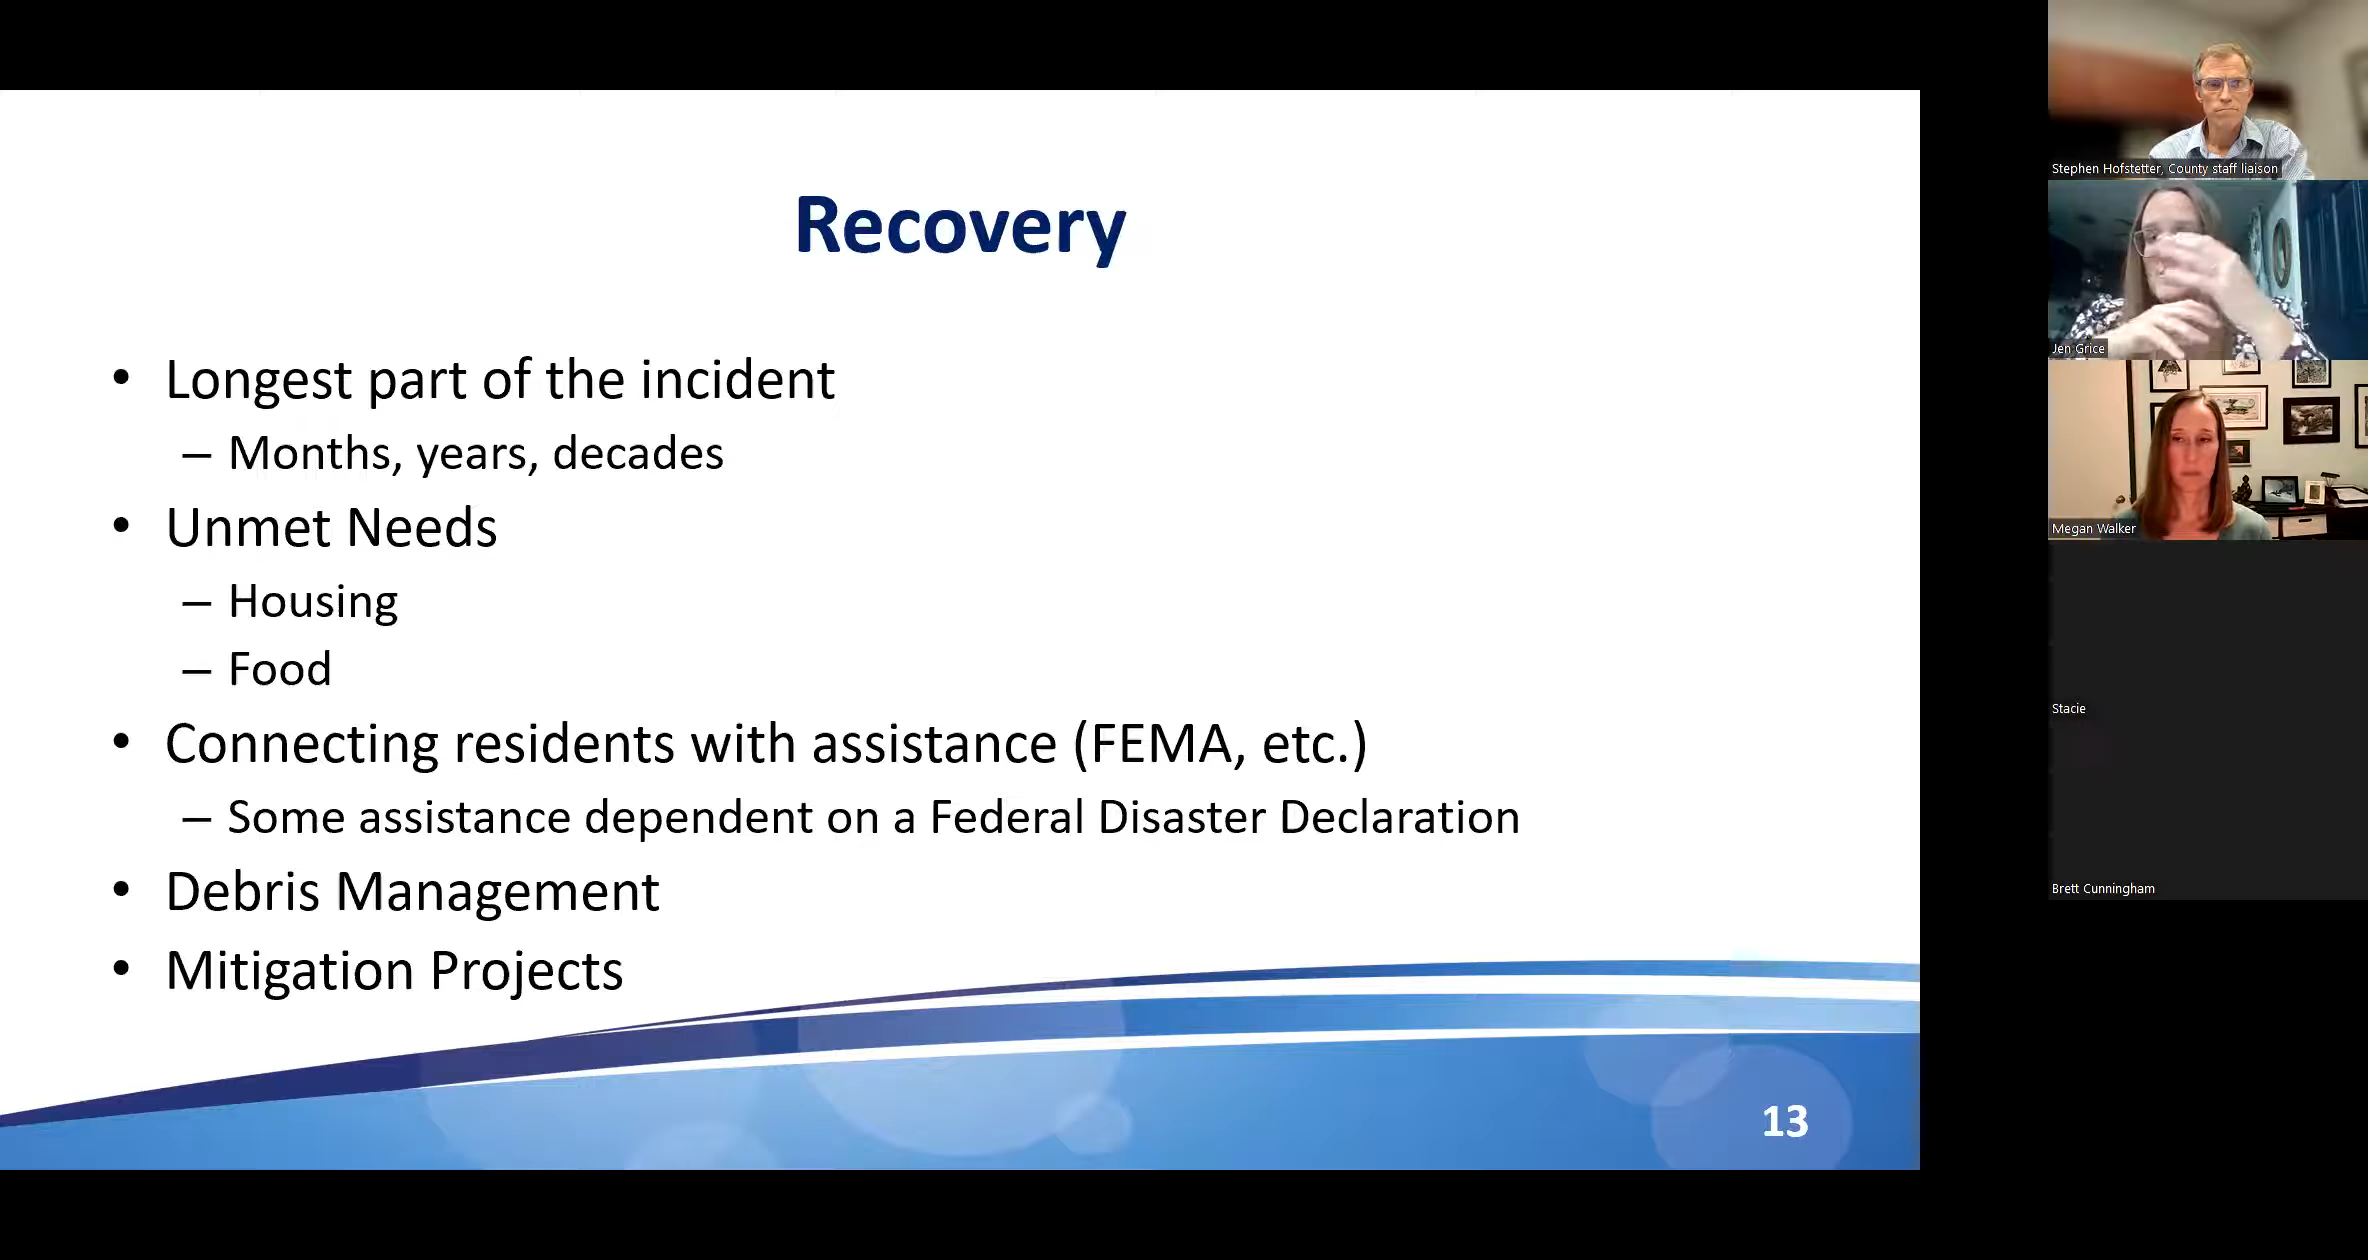 Recovery
• Longest part of the incident
– Months, years, decades
• Unmet Needs
– Housing
– Food
• Connecting residents with assistance (FEMA, etc.)
– Some assistance dependent on a Federal Disaster Declaration
• Debris Management
• Mitigation Projects
13
Stephen Hofstetter, County staff liaison
Jen Grice
Megan Walker
Stacie
Brett Cunningham